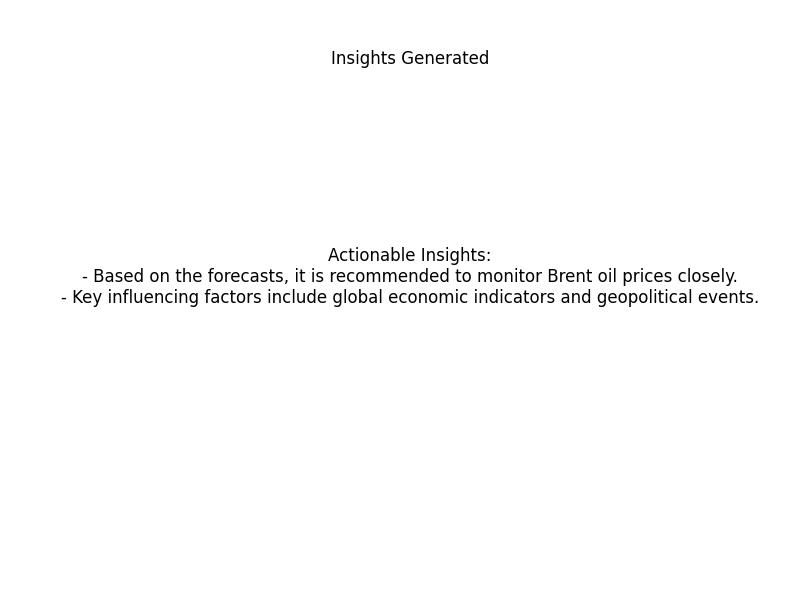 Insights Generated
Actionable Insights:
- Based on the forecasts, it is recommended to monitor Brent oil prices closely.
- Key influencing factors include global economic indicators and geopolitical events.